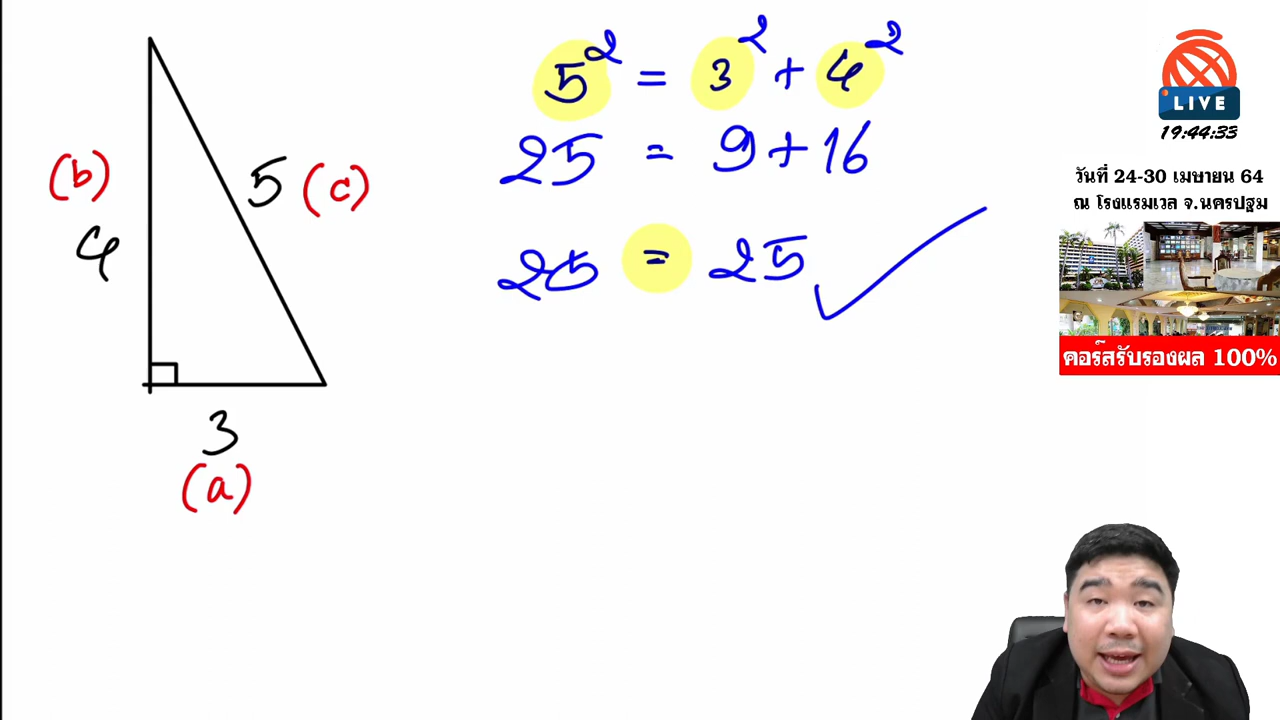 5² = 3² + 4²
25 = 9 + 16
25 = 25
(b)
4
5 (c)
3
(a)
LIVE
19:44:33
วันที่ 24-30 เมษายน 64
ณ โรงแรมเวล จ.นครปฐม
คอร์สรับรองผล 100%